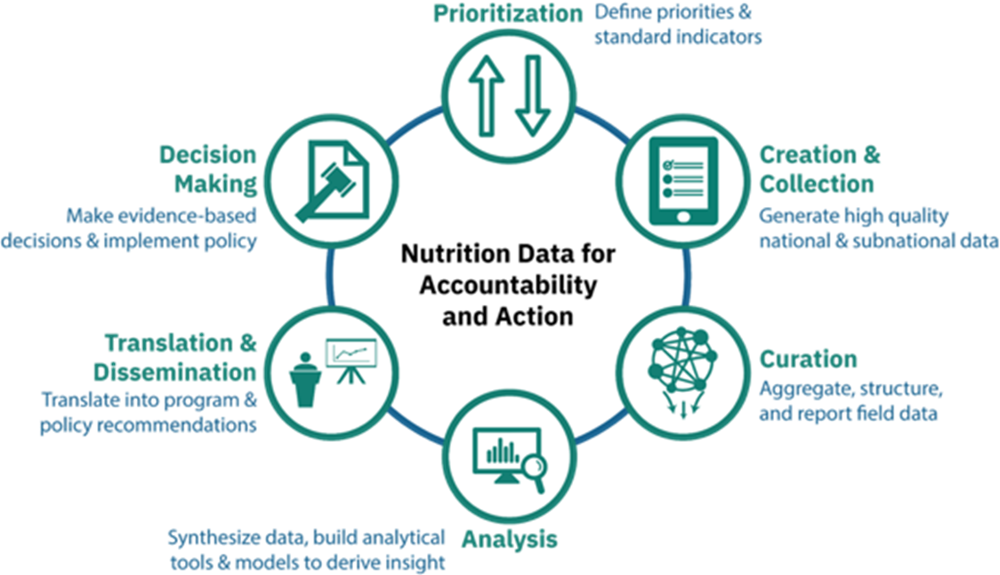 Prioritization
Define priorities &
standard indicators
Creation &
Collection
Generate high quality
national & subnational data
Curation
Aggregate, structure,
and report field data
Analysis
Synthesize data, build analytical
tools & models to derive insight
Translation &
Dissemination
Translate into program &
policy recommendations
Decision
Making
Make evidence-based
decisions & implement policy
Nutrition Data for
Accountability
and Action